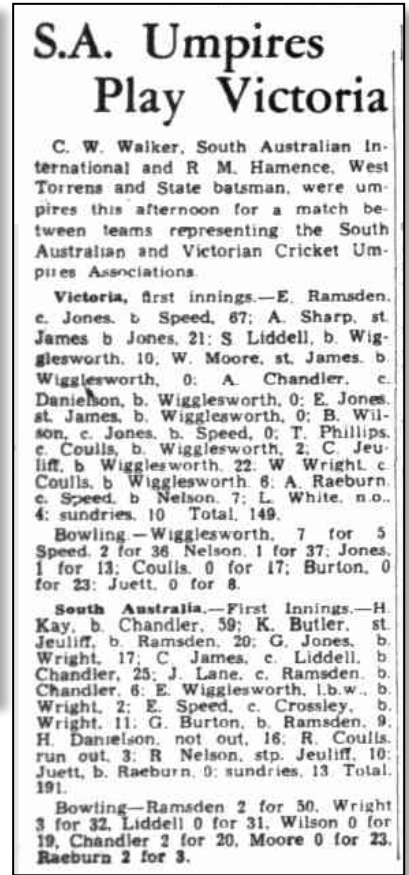 S.A. Umpires
Play Victoria
C. W. Walker, South Australian In-
ternational and R M. Hamence, West
Torrens and State batsman, were um-
pires this afternoon for a match be-
tween teams representing the South
Australian and Victorian Cricket Um-
pires Associations.
Victoria, first innings.—E. Ramsden,
c. Jones, b Speed, 67; A. Sharp, st.
James b Jones, 21; S Liddell, b. Wig-
glesworth, 10; W. Moore, st. James, b.
Wigglesworth, 0; A. Chandler, c.
Danielson, b. Wigglesworth, 0; E. Jones,
st. James, b. Wigglesworth, 0; B. Wil-
son, c. Jones, b. Speed, 0; T. Phillips,
c. Coulls, b. Wigglesworth, 2; C. Jeu-
liff, b Wigglesworth, 22; W. Wright, c
Coulls, b Wigglesworth 6; A. Raeburn
c. Speed, b Nelson, 7; L. White, n.o.,
4; sundries, 10 Total, 149.
Bowling.—Wigglesworth, 7 for 5
Speed, 2 for 36 Nelson, 1 for 37; Jones,
1 for 13; Coulls, 0 for 17; Burton, 0
for 23; Juett, 0 for 8.
South Australia.—First Innings.—H.
Kay, b. Chandler, 59; K. Butler, st.
Jeuliff, b. Ramsden, 20; G. Jones, b.
Wright, 17; C. James, c. Liddell, b
Chandler, 25; J. Lane, c. Ramsden, b.
Chandler, 6; E. Wigglesworth, l.b.w., b.
Wright, 2; E. Speed, c. Crossley, b.
Wright, 11; G. Burton, b. Ramsden, 9,
H. Danielson, not out, 16; R. Coulls,
run out, 3; R Nelson, stp. Jeuliff, 10;
Juett, b. Raeburn, 0; sundries, 13 Total,
191.
Bowling—Ramsden 2 for 50, Wright
3 for 32, Liddell 0 for 31, Wilson 0 for
19, Chandler 2 for 20, Moore 0 for 23,
Raeburn 2 for 3.